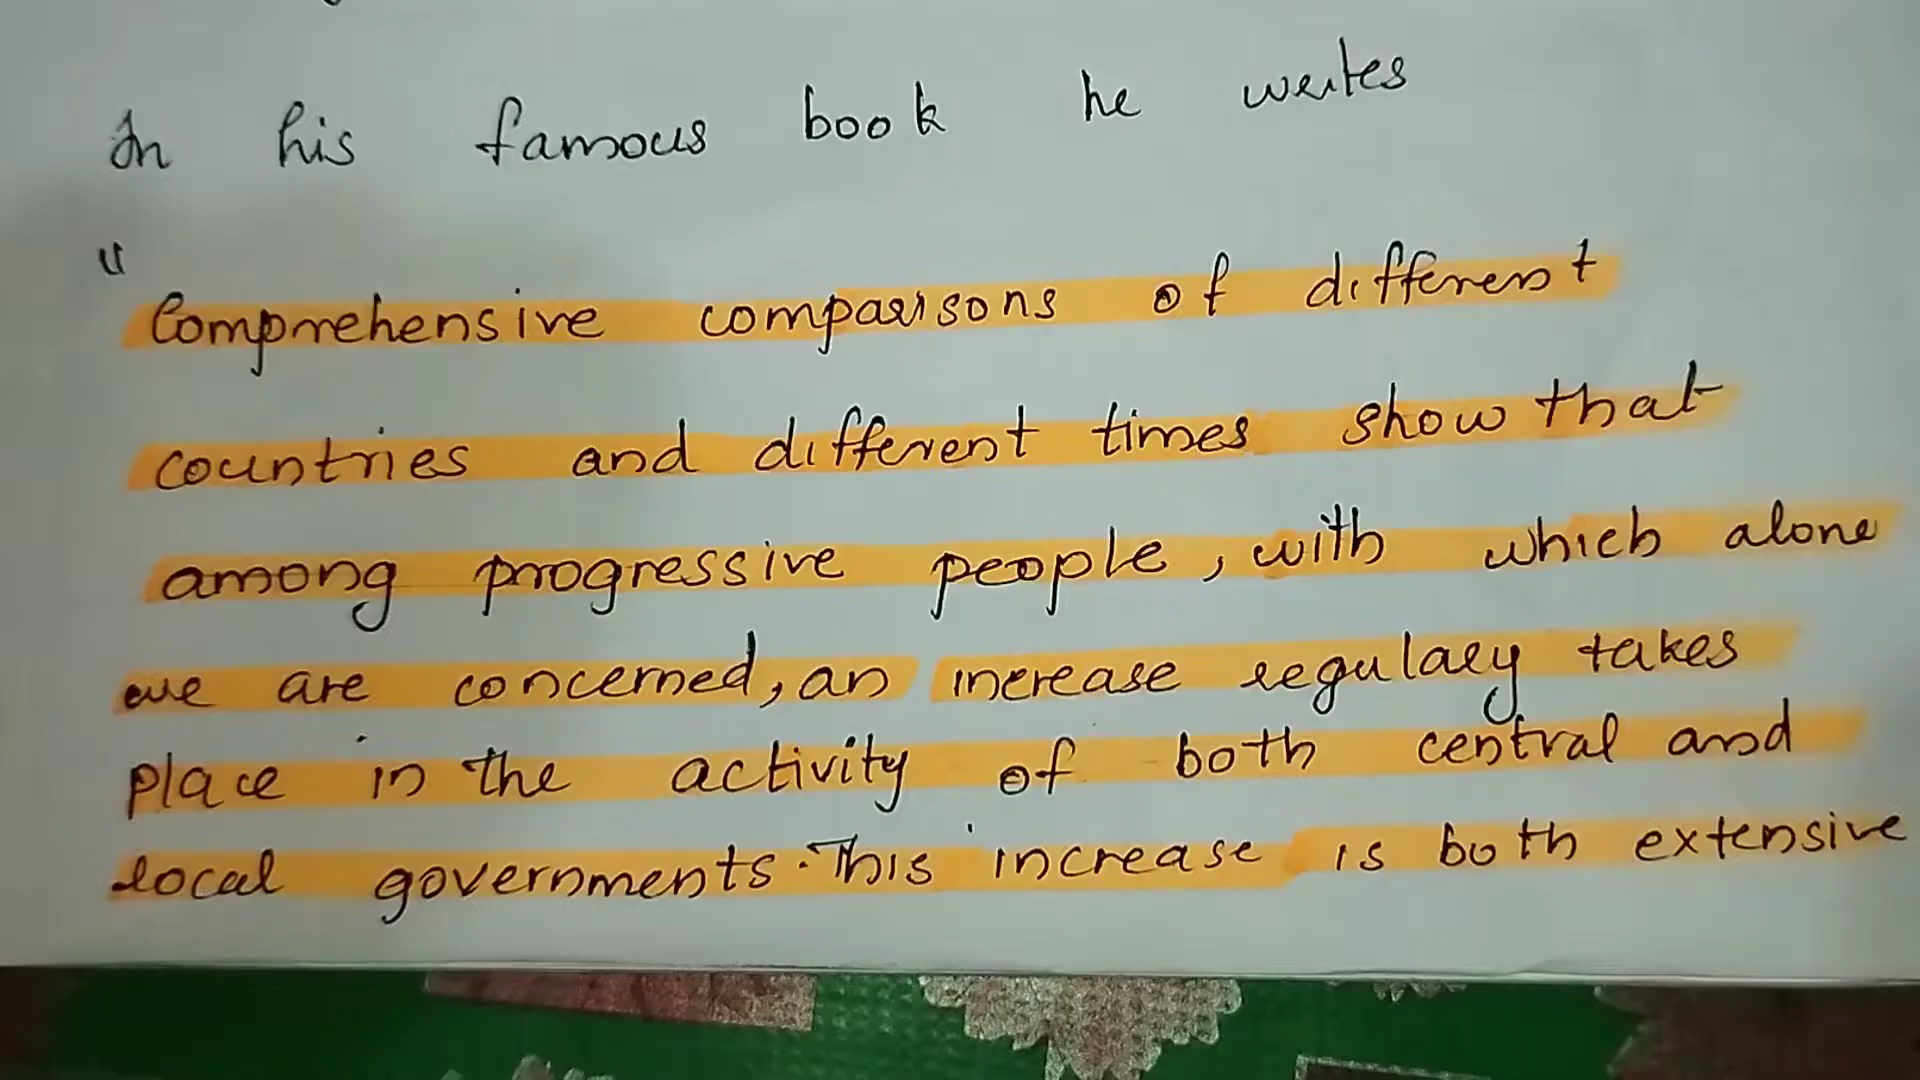 In his famous book he writes
"Comprehensive comparisons of different
countries and different times show that
among progressive people, with which alone
we are concerned, an increase regulary takes
place in the activity of both central and
local governments. This increase is both extensive